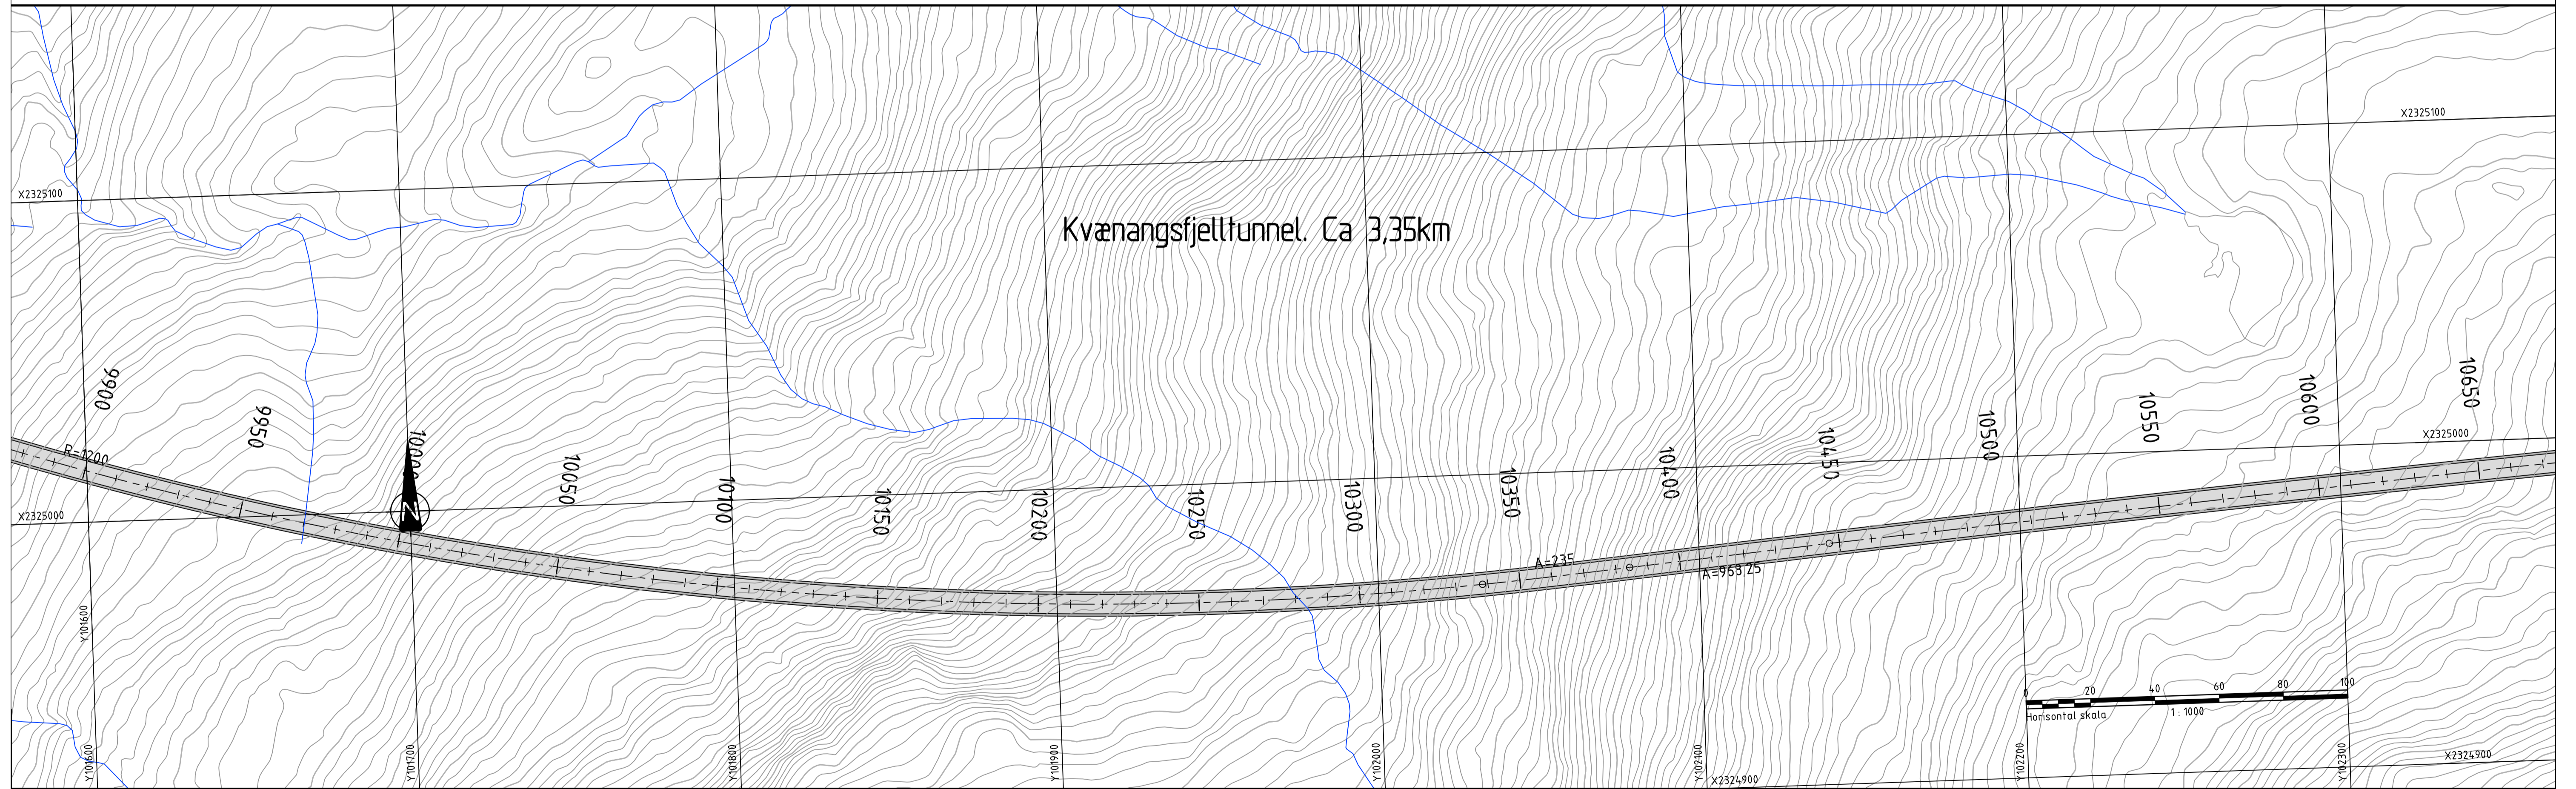 X2325100
X2325100
Kvænangsfjelltunnel. Ca 3,35km
9900
9950
10000
10050
10100
10150
10200
10250
10300
10350
10400
10450
10500
10550
10600
10650
R=1200
N
X2325000
X2325000
A=235
A=968,25
Y101600
0 20 40 60 80 100
Horisontal skala 1 : 1000
Y101600
Y101700
Y101800
Y101900
Y102000
Y102100
Y102200
Y102300
X2324900
X2324900